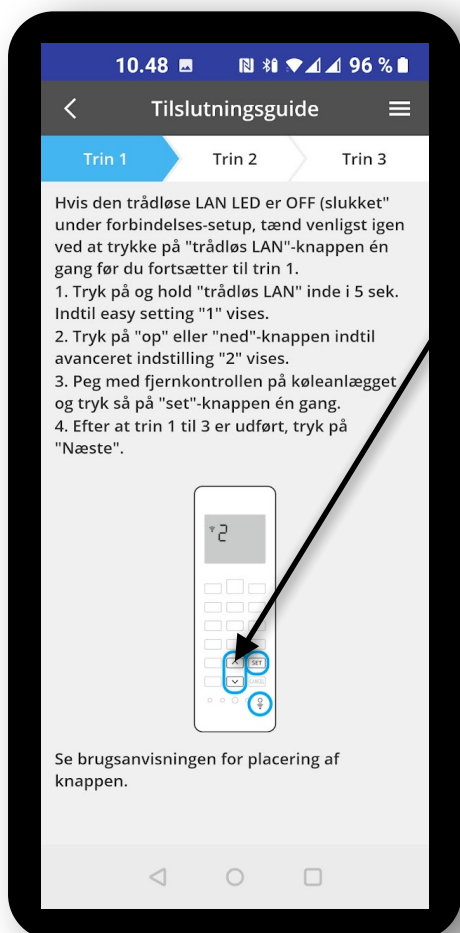 10.48 96 %
Tilslutningsguide
Trin 1 Trin 2 Trin 3
Hvis den trådløse LAN LED er OFF (slukket"
under forbindelses-setup, tænd venligst igen
ved at trykke på "trådløs LAN"-knappen én
gang før du fortsætter til trin 1.
1. Tryk på og hold "trådløs LAN" inde i 5 sek.
Indtil easy setting "1" vises.
2. Tryk på "op" eller "ned"-knappen indtil
avanceret indstilling "2" vises.
3. Peg med fjernkontrollen på køleanlægget
og tryk så på "set"-knappen én gang.
4. Efter at trin 1 til 3 er udført, tryk på
"Næste".
2
SET
Se brugsanvisningen for placering af
knappen.